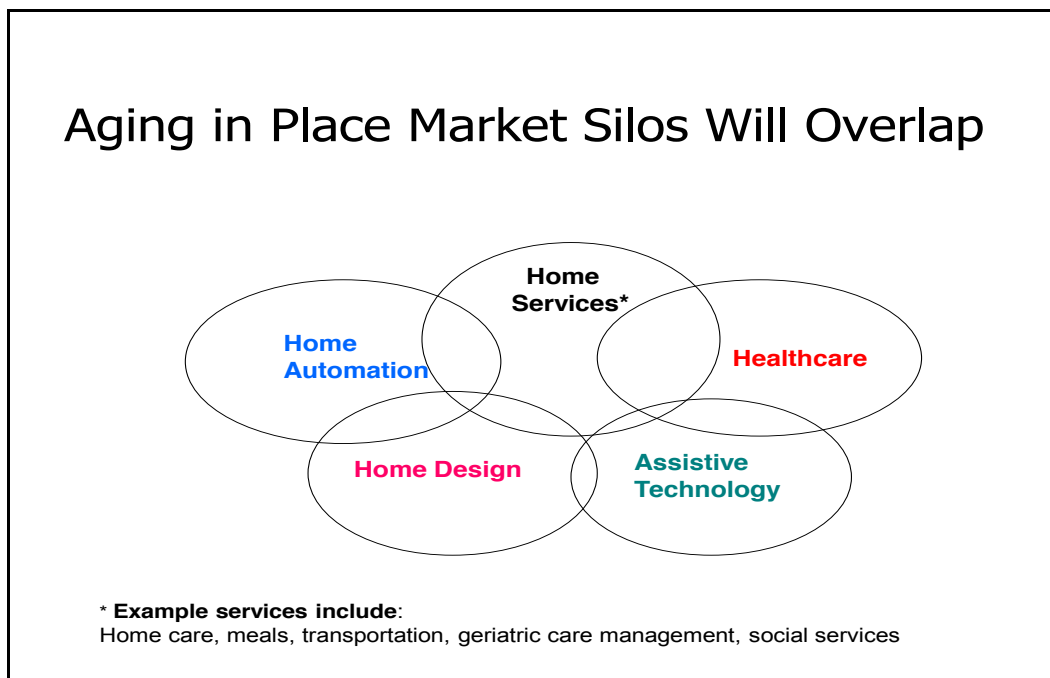 Aging in Place Market Silos Will Overlap
Home
Services*
Home
Automation
Healthcare
Home Design
Assistive
Technology
* Example services include:
Home care, meals, transportation, geriatric care management, social services